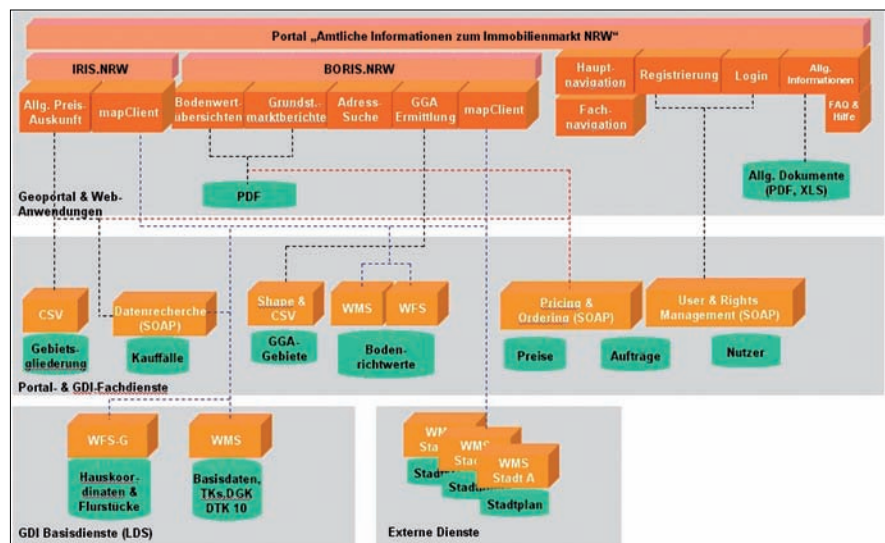 Portal „Amtliche Informationen zum Immobilienmarkt NRW“
IRIS.NRW
BORIS.NRW
Allg. Preis-
Auskunft
mapClient
Bodenwert
übersichten
Grundst.
marktberichte
Adress-
Suche
GGA
Ermittlung
mapClient
Haupt-
navigation
Registrierung
Login
Allg.
Informationen
Fach-
navigation
FAQ &
Hilfe
PDF
Allg. Dokumente
(PDF, XLS)
Geoportal & Web-
Anwendungen
CSV
Datenrecherche
(SOAP)
Shape &
CSV
WMS
WFS
Pricing &
Ordering (SOAP)
User & Rights
Management (SOAP)
Gebiets-
gliederung
Kauffälle
GGA-
Gebiete
Boden-
richtwerte
Preise
Aufträge
Nutzer
Portal- & GDI-Fachdienste
WFS-G
WMS
Hauskoor-
dinaten &
Flurstücke
Basisdaten,
TKs,DGK
DTK 10
GDI Basisdienste (LDS)
WMS
Stadt
WMS
Stadt
WMS
Stadt A
Stadtplan
Externe Dienste